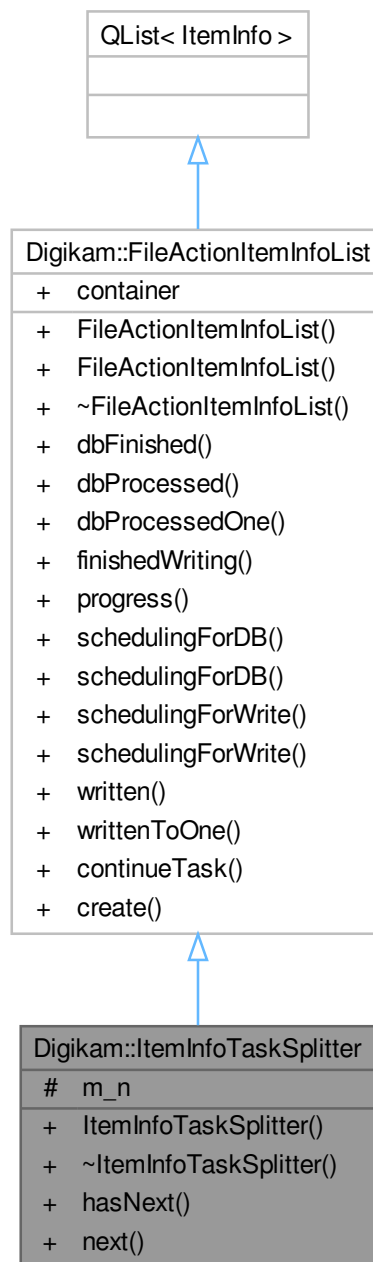 QList< ItemInfo >
Digikam::FileActionItemInfoList
+ container
+ FileActionItemInfoList()
+ FileActionItemInfoList()
+ ~FileActionItemInfoList()
+ dbFinished()
+ dbProcessed()
+ dbProcessedOne()
+ finishedWriting()
+ progress()
+ schedulingForDB()
+ schedulingForDB()
+ schedulingForWrite()
+ schedulingForWrite()
+ written()
+ writtenToOne()
+ continueTask()
+ create()
Digikam::ItemInfoTaskSplitter
# m_n
+ ItemInfoTaskSplitter()
+ ~ItemInfoTaskSplitter()
+ hasNext()
+ next()